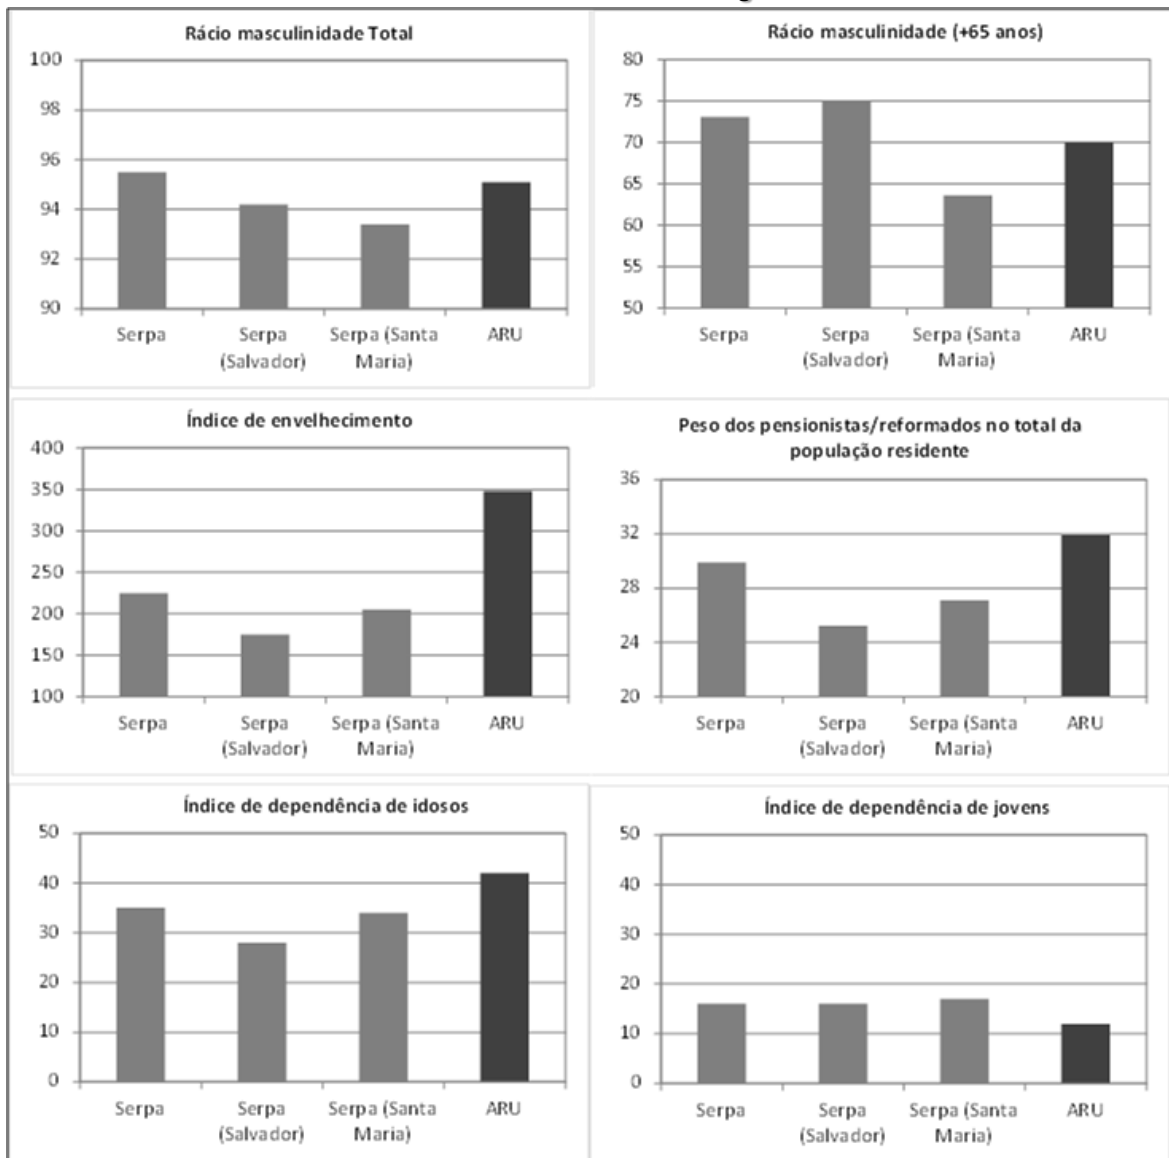 Rácio masculinidade Total
100
98
96
94
92
90
Serpa
Serpa (Salvador)
Serpa (Santa Maria)
ARU
Rácio masculinidade (+65 anos)
80
75
70
65
60
55
50
Serpa
Serpa (Salvador)
Serpa (Santa Maria)
ARU
Índice de envelhecimento
400
350
300
250
200
150
100
Serpa
Serpa (Salvador)
Serpa (Santa Maria)
ARU
Peso dos pensionistas/reformados no total da
população residente
36
32
28
24
20
Serpa
Serpa (Salvador)
Serpa (Santa Maria)
ARU
Índice de dependência de idosos
50
40
30
20
10
0
Serpa
Serpa (Salvador)
Serpa (Santa Maria)
ARU
Índice de dependência de jovens
50
40
30
20
10
0
Serpa
Serpa (Salvador)
Serpa (Santa Maria)
ARU